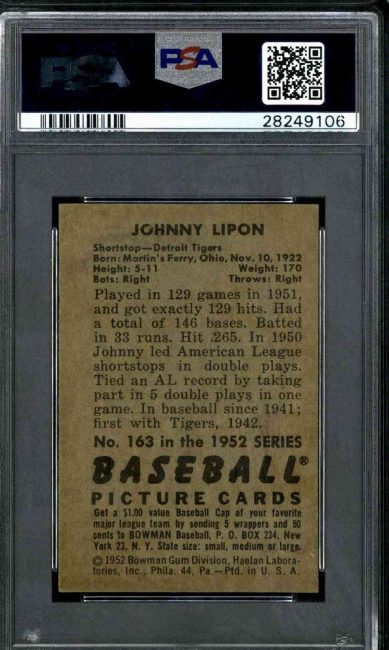 PSA
PSA
28249106
JOHNNY LIPON
Shortstop—Detroit Tigers
Born: Martin's Ferry, Ohio, Nov. 10, 1922
Height: 5-11 Weight: 170
Bats: Right Throws: Right
Played in 129 games in 1951,
and got exactly 129 hits. Had
a total of 146 bases. Batted
in 33 runs. Hit .265. In 1950
Johnny led American League
shortstops in double plays.
Tied an AL record by taking
part in 5 double plays in one
game. In baseball since 1941;
first with Tigers, 1942.
No. 163 in the 1952 SERIES
BASEBALL®
PICTURE CARDS
Get a $1.00 value Baseball Cap of your favorite
major league team by sending 5 wrappers and 50
cents to BOWMAN Baseball, P. O. BOX 234, New
York 23, N. Y. State size: small, medium or large.
©1952 Bowman Gum Division, Haelan Labora-
tories, Inc., Phila. 44, Pa.—Ptd. in U. S. A.